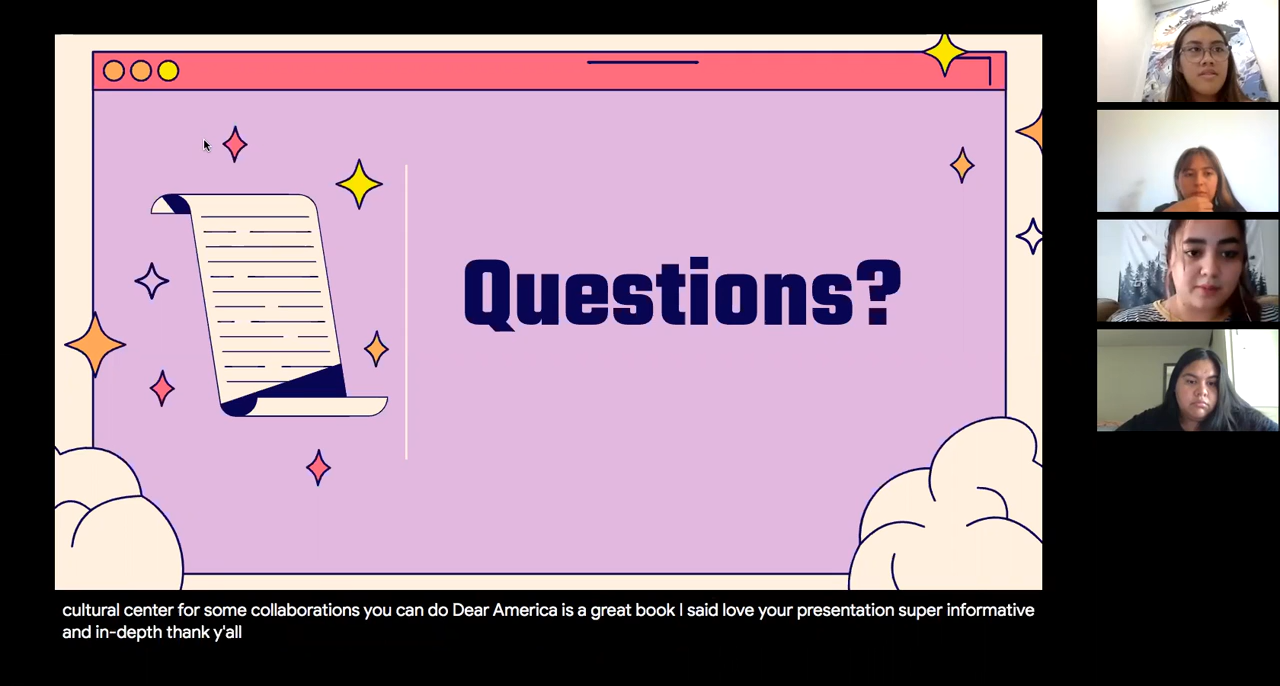 Questions?
cultural center for some collaborations you can do Dear America is a great book I said love your presentation super informative
and in-depth thank y'all